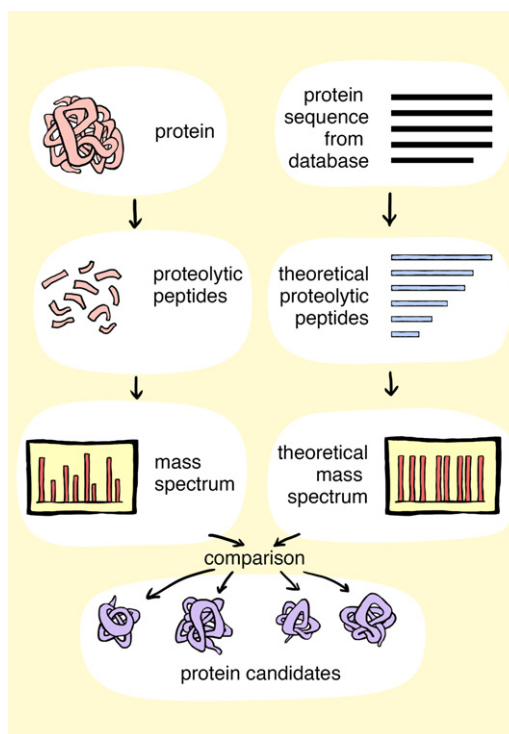 protein
protein
sequence
from
database
proteolytic
peptides
theoretical
proteolytic
peptides
mass
spectrum
theoretical
mass
spectrum
comparison
protein candidates